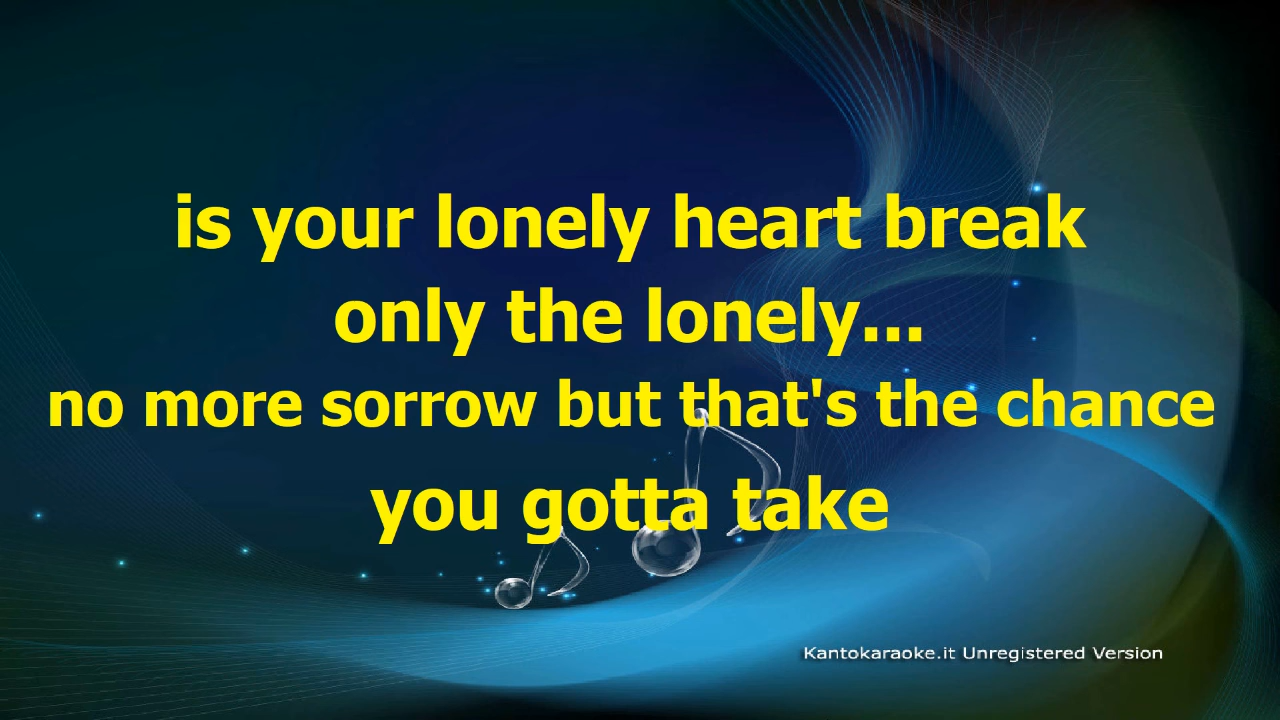 is your lonely heart break
only the lonely...
no more sorrow but that's the chance
you gotta take
Kantokaraoke.it Unregistered Version